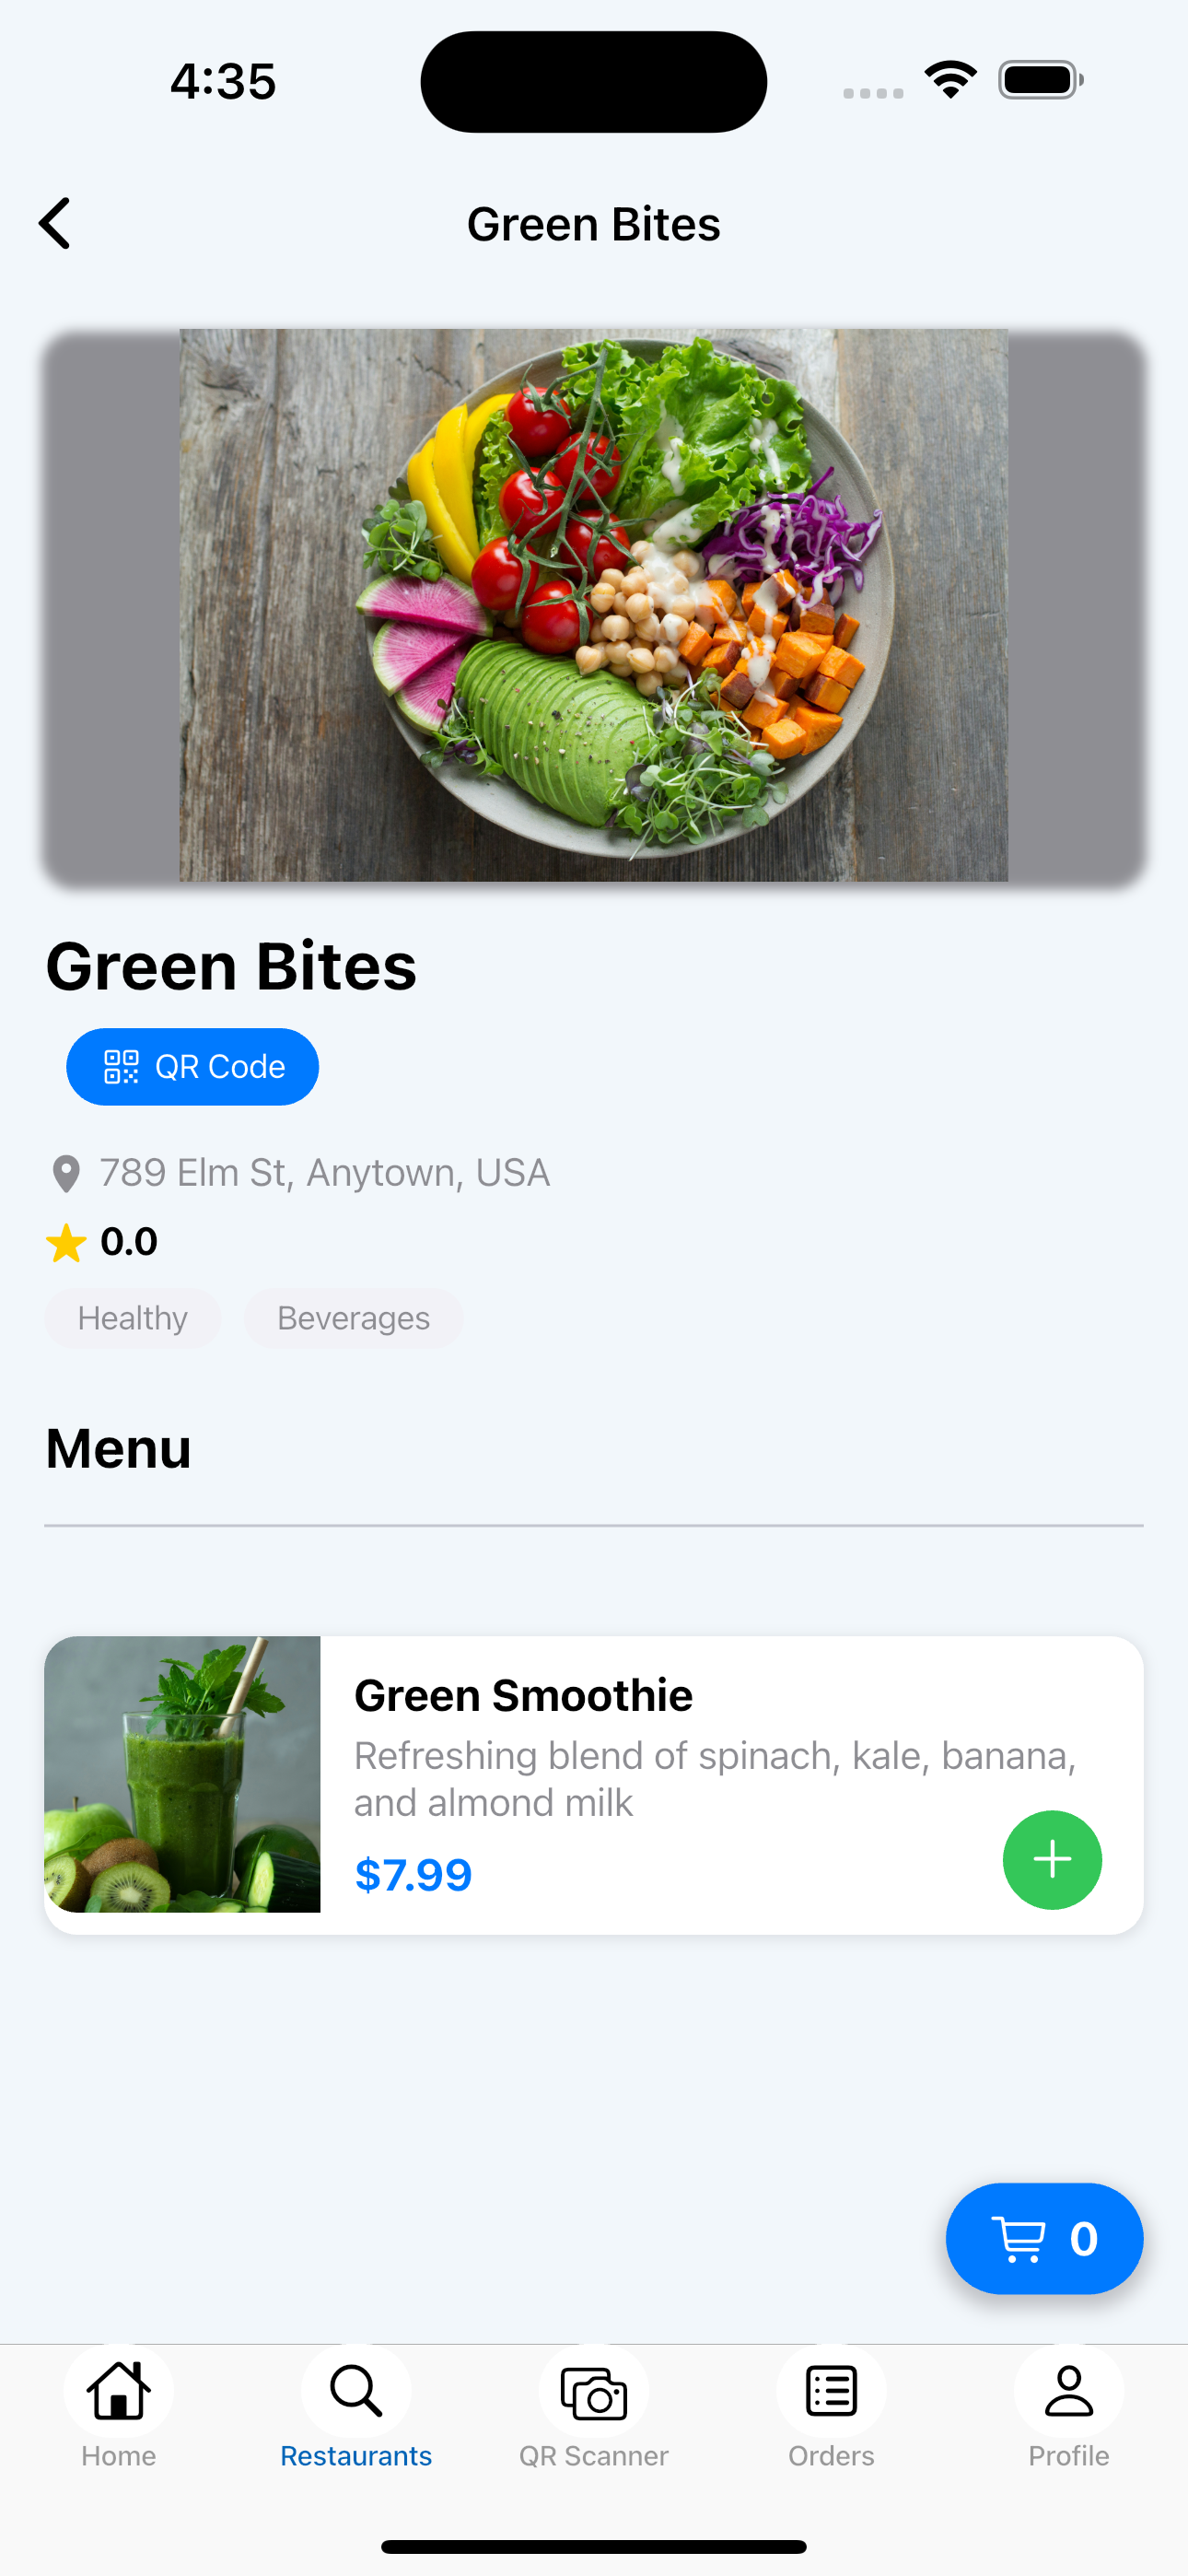 4:35
Green Bites
Green Bites
QR Code
789 Elm St, Anytown, USA
0.0
Healthy Beverages
Menu
Green Smoothie
Refreshing blend of spinach, kale, banana,
and almond milk
$7.99
0
Home Restaurants QR Scanner Orders Profile